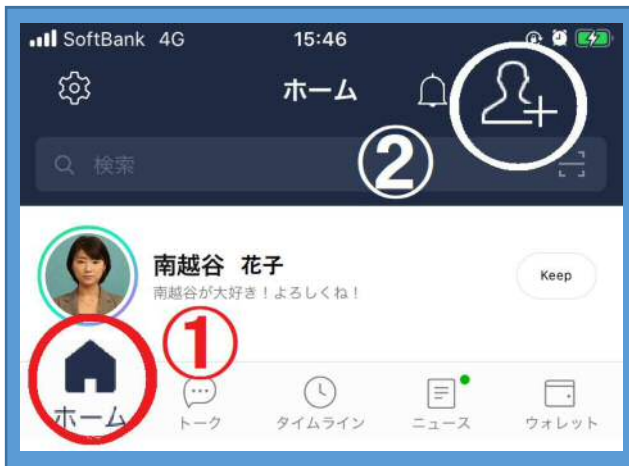 SoftBank 4G 15:46
ホーム
②
検索
南越谷 花子
南越谷が大好き！よろしくね！
Keep
①
ホーム トーク タイムライン ニュース ウォレット